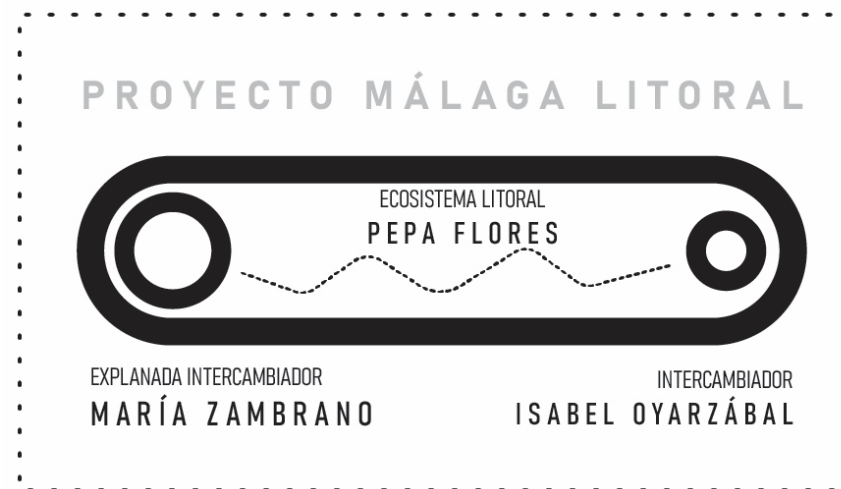 PROYECTO MÁLAGA LITORAL
ECOSISTEMA LITORAL
PEPA FLORES
EXPLANADA INTERCAMBIADOR
MARÍA ZAMBRANO
INTERCAMBIADOR
ISABEL OYARZÁBAL